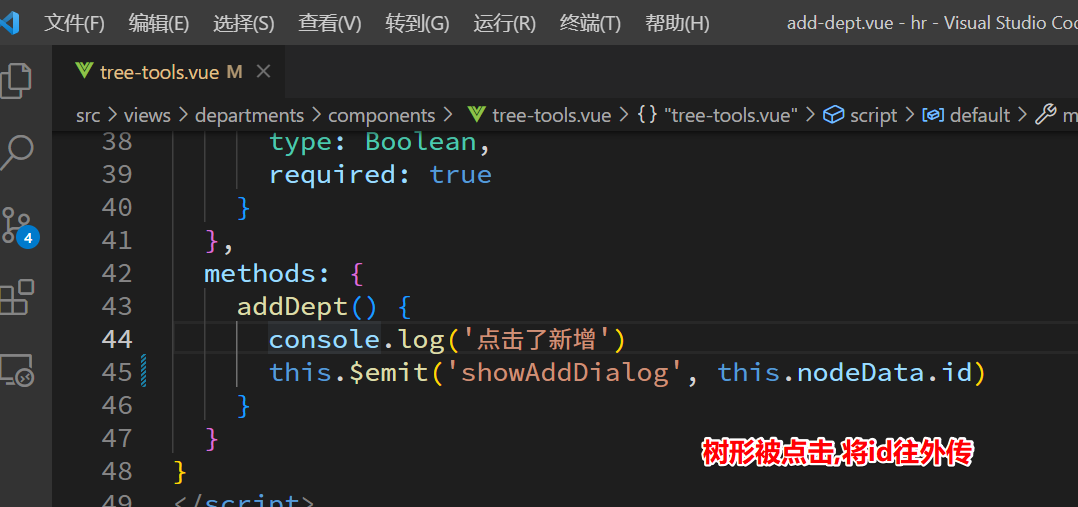 文件(F) 编辑(E) 选择(S) 查看(V) 转到(G) 运行(R) 终端(T) 帮助(H) add-dept.vue - hr - Visual Studio Cod
tree-tools.vue M
src > views > departments > components > tree-tools.vue > {} "tree-tools.vue" > script > default > m
38 type: Boolean,
39 required: true
40 }
41 },
42 methods: {
43 addDept() {
44 console.log('点击了新增')
45 this.$emit('showAddDialog', this.nodeData.id)
46 }
47 }
树形被点击,将id往外传
48 }
49 </script>
4